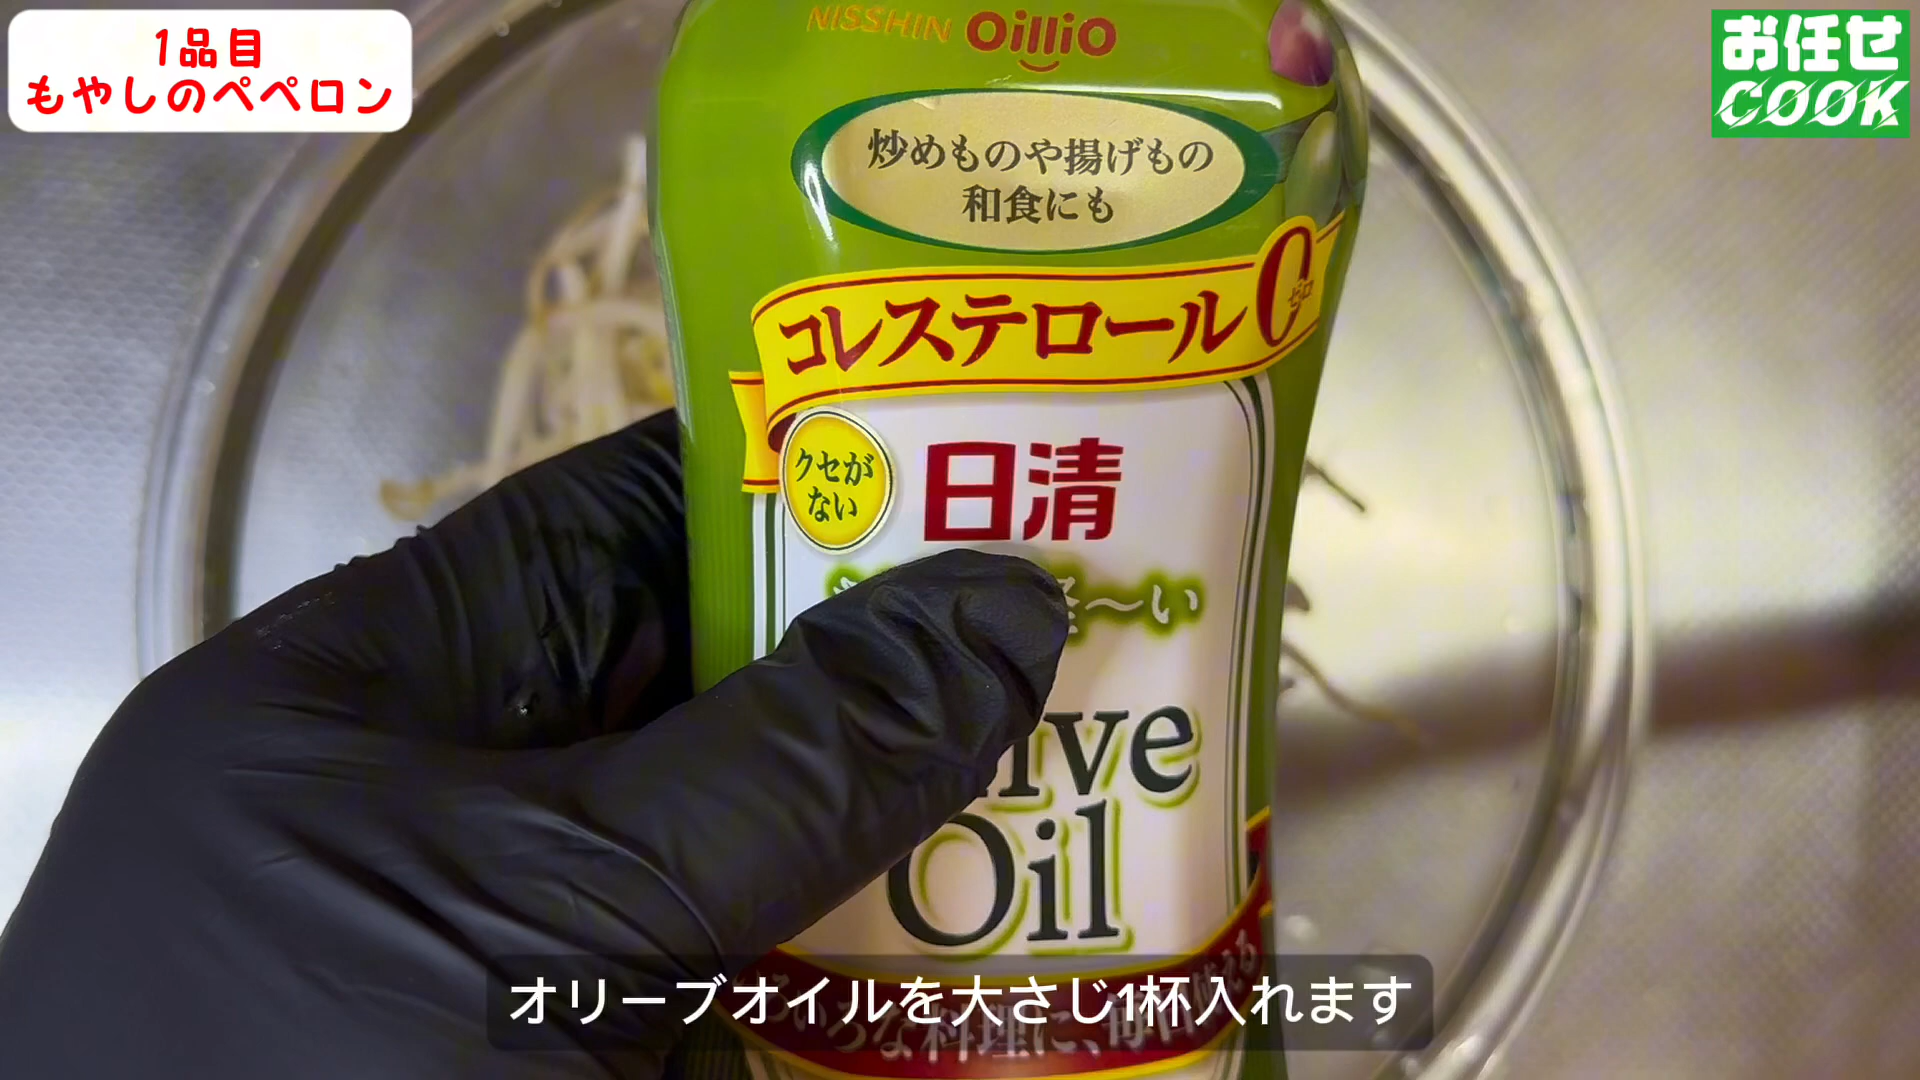 1品目
もやしのペペロン
お任せ
COOK
NISSHIN OilliO
炒めものや揚げもの
和食にも
コレステロール0
ゼロ
クセが
ない
日清
軽〜い
Oil
オリーブオイルを大さじ1杯入れます